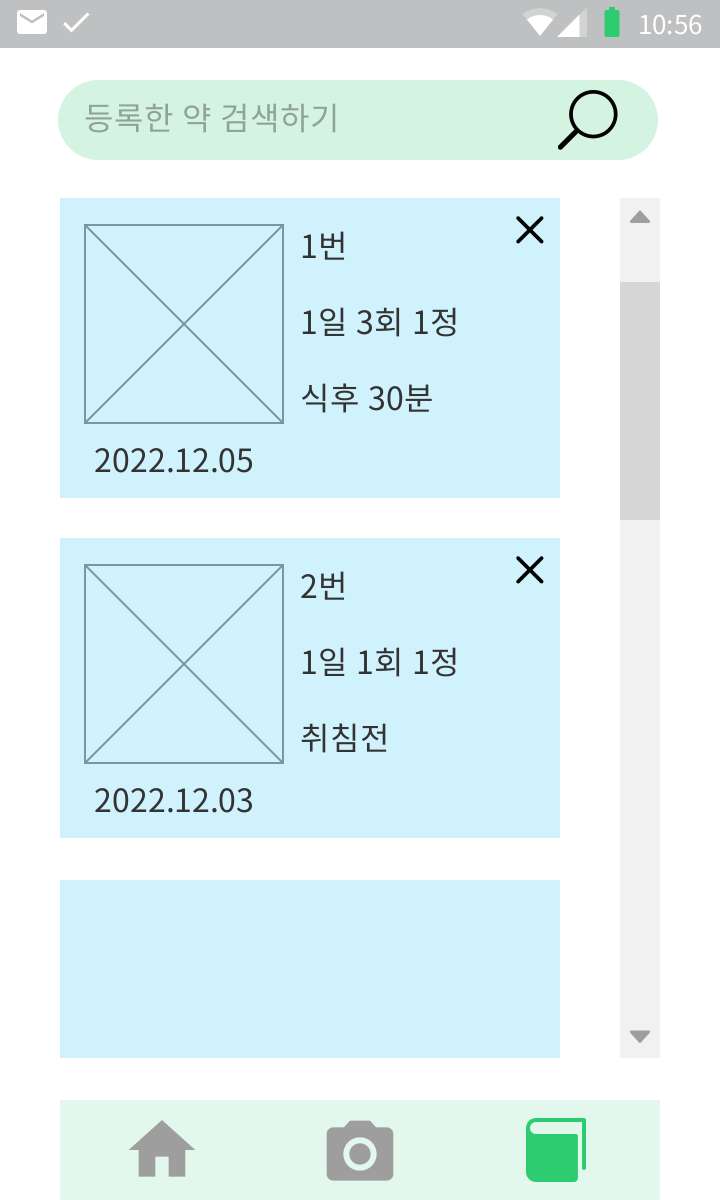 10:56
등록한 약 검색하기
1번
1일 3회 1정
식후 30분
2022.12.05
2번
1일 1회 1정
취침전
2022.12.03